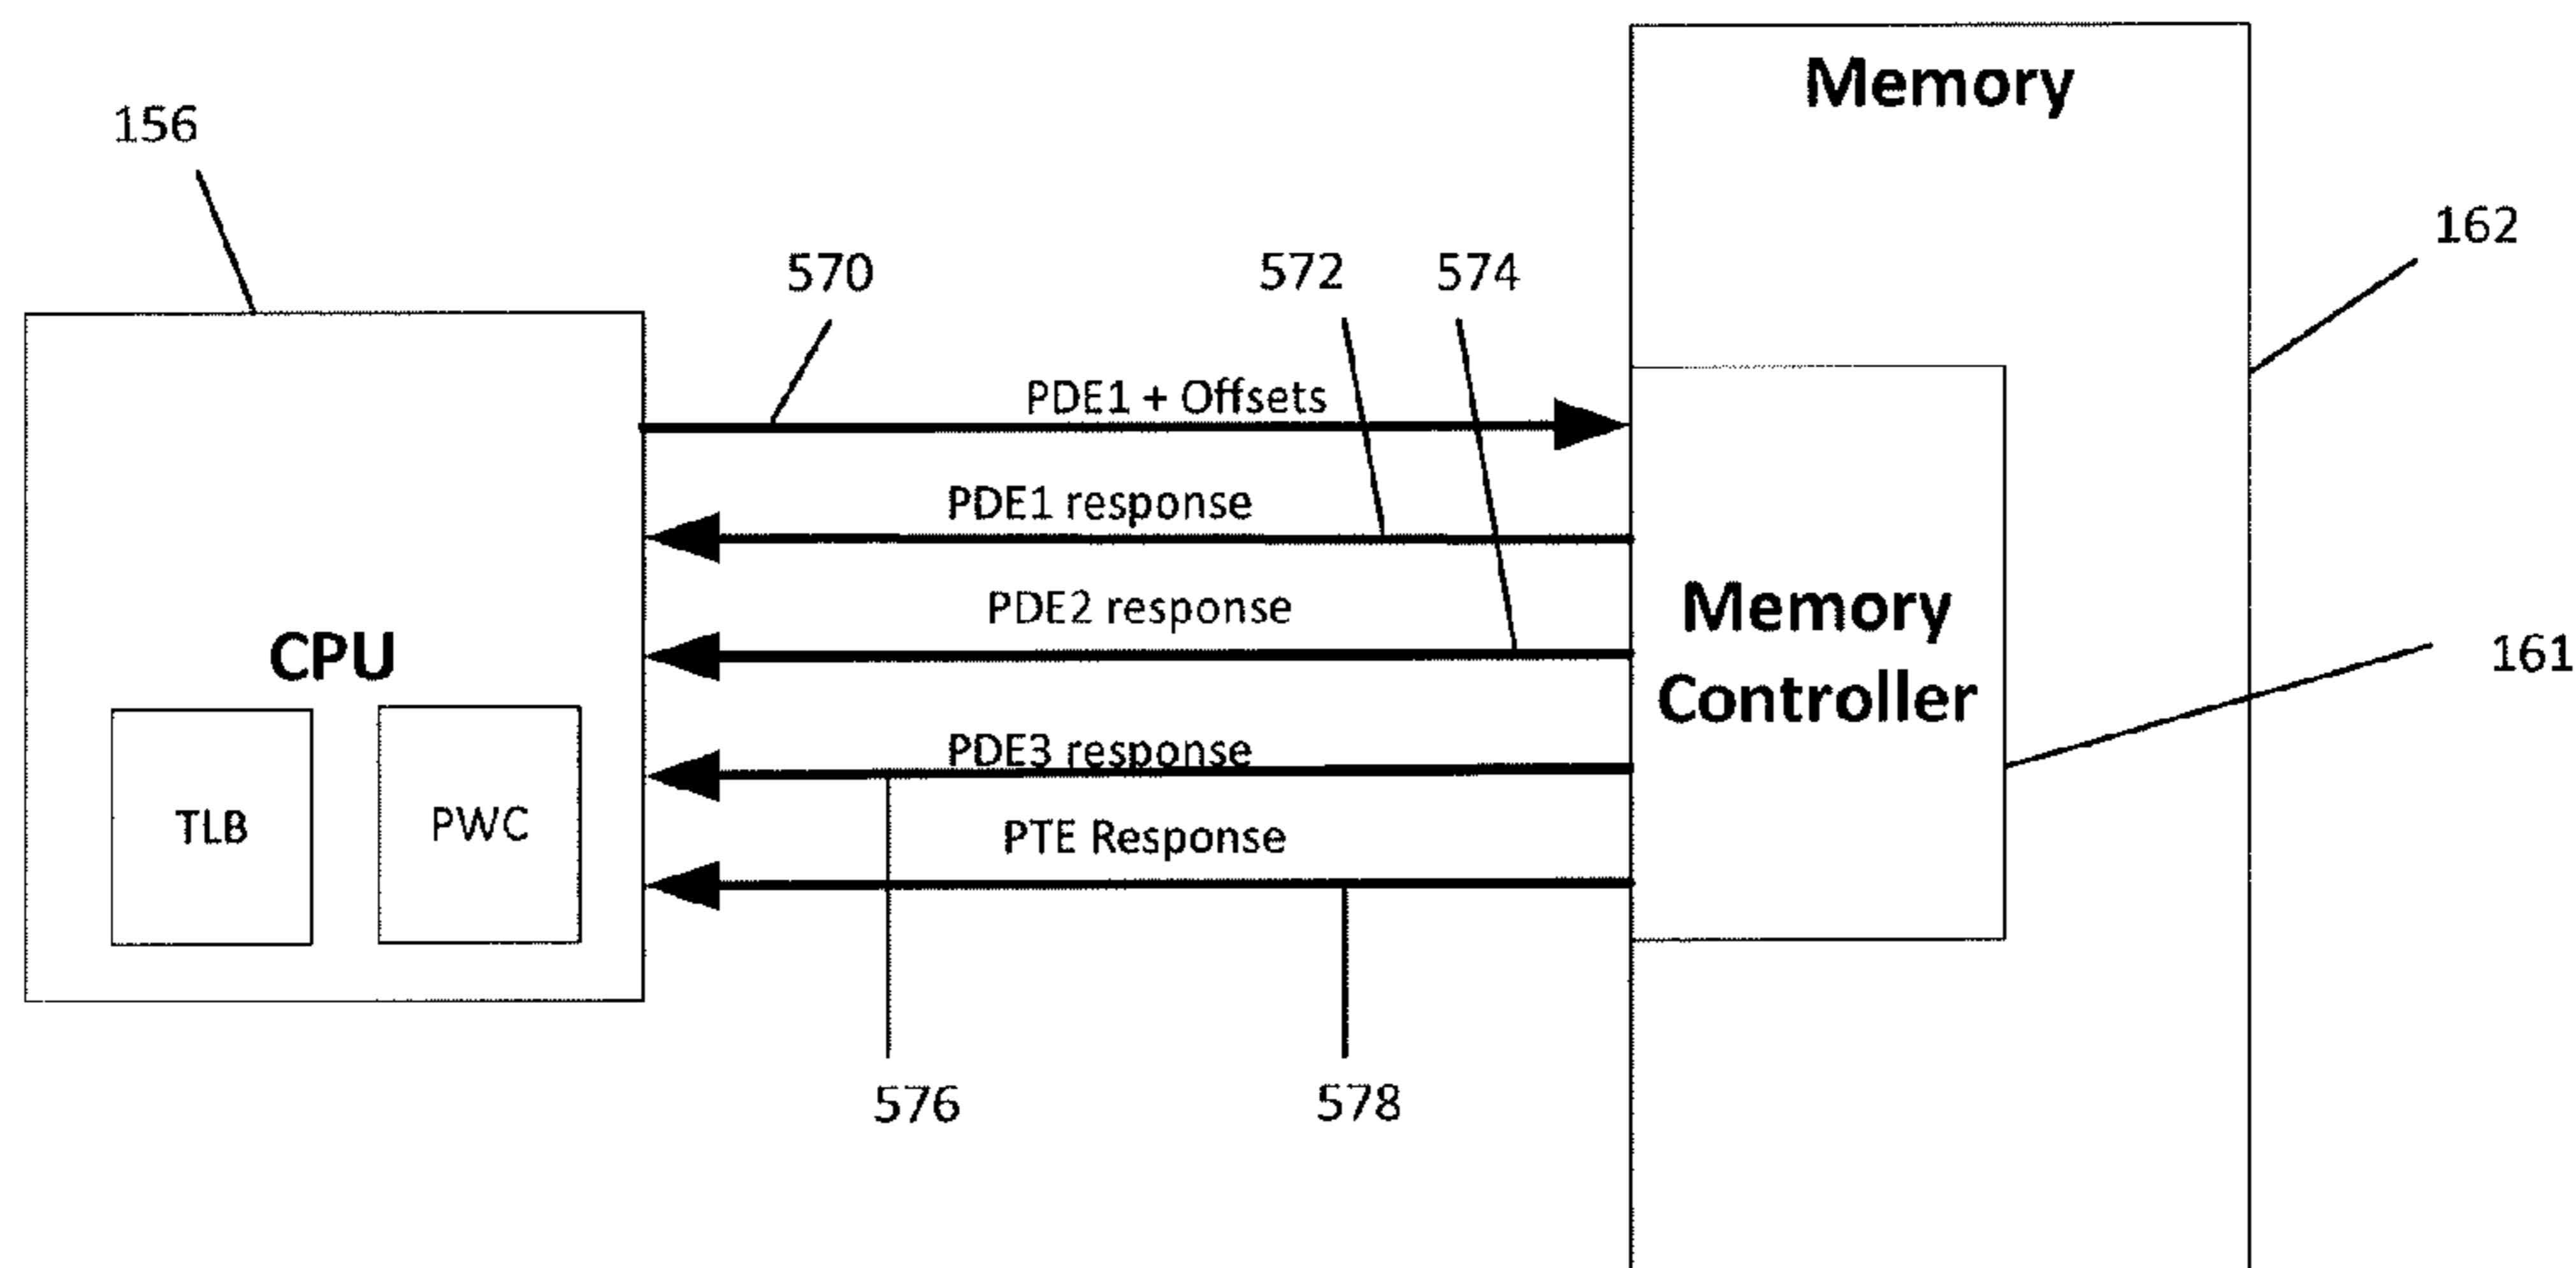 Memory
156
162
570
572
574
PDE1 + Offsets
PDE1 response
PDE2 response
Memory
Controller
161
CPU
PDE3 response
TLB
PWC
PTE Response
576
578